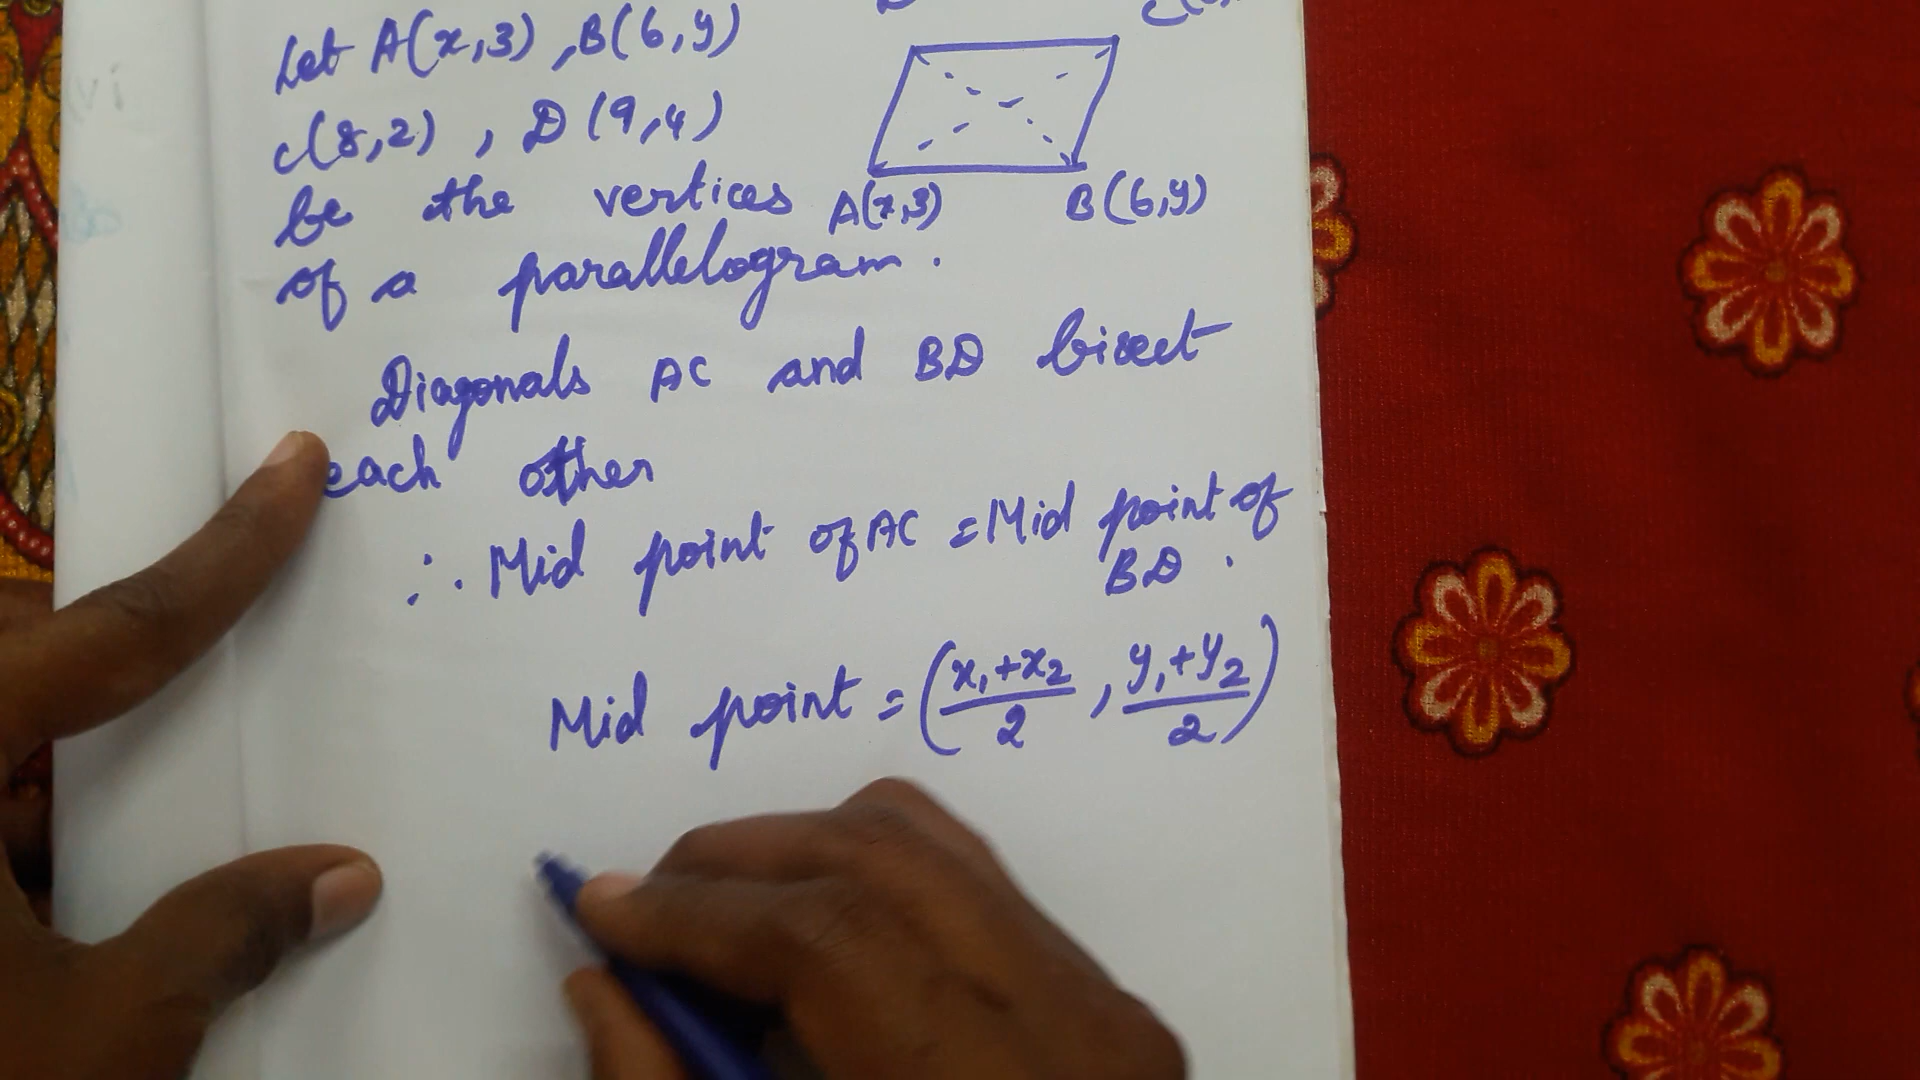 Let A(x,3) , B(6,y)
C(8,2) , D(9,4)
be the vertices
of a parallelogram.
A(x,3) B(6,y)
Diagonals AC and BD bisect
each other
∴ Mid point of AC = Mid point of
BD.
Mid point = (x₁+x₂/2 , y₁+y₂/2)